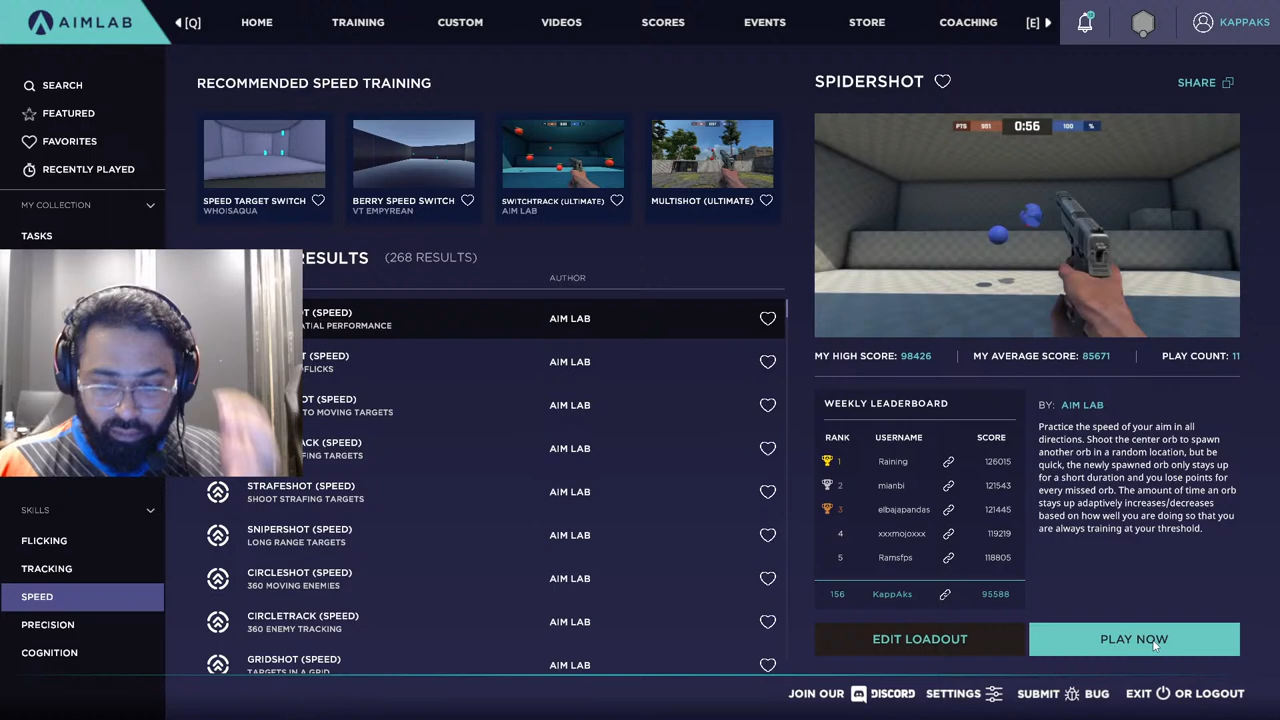 AIMLAB
[Q]
HOME
TRAINING
CUSTOM
VIDEOS
SCORES
EVENTS
STORE
COACHING
[E]
KAPPAKS
SEARCH
FEATURED
FAVORITES
RECENTLY PLAYED
MY COLLECTION
TASKS
SKILLS
FLICKING
TRACKING
SPEED
PRECISION
COGNITION
RECOMMENDED SPEED TRAINING
SPEED TARGET SWITCH
WHOISAQUA
BERRY SPEED SWITCH
VT EMPYREAN
SWITCHTRACK (ULTIMATE)
AIM LAB
MULTISHOT (ULTIMATE)
RESULTS (268 RESULTS)
AUTHOR
(SPEED)
PERFORMANCE
AIM LAB
(SPEED)
FLICKS
AIM LAB
(SPEED)
TO MOVING TARGETS
AIM LAB
(SPEED)
TARGETS
AIM LAB
STRAFESHOT (SPEED)
SHOOT STRAFING TARGETS
AIM LAB
SNIPERSHOT (SPEED)
LONG RANGE TARGETS
AIM LAB
CIRCLESHOT (SPEED)
360 MOVING ENEMIES
AIM LAB
CIRCLETRACK (SPEED)
360 ENEMY TRACKING
AIM LAB
GRIDSHOT (SPEED)
TARGETS IN A GRID
AIM LAB
SPIDERSHOT
SHARE
PTS 951 0:56 100 %
MY HIGH SCORE: 98426
MY AVERAGE SCORE: 85671
PLAY COUNT: 11
WEEKLY LEADERBOARD
RANK USERNAME SCORE
1 Raining 126015
2 mianbi 121543
3 elbajapandas 121445
4 xxxmojoxxx 119219
5 Ramsfps 118805
156 KappAks 95588
BY: AIM LAB
Practice the speed of your aim in all
directions. Shoot the center orb to spawn
another orb in a random location, but be
quick, the newly spawned orb only stays up
for a short duration and you lose points for
every missed orb. The amount of time an orb
stays up adaptively increases/decreases
based on how well you are doing so that you
are always training at your threshold.
EDIT LOADOUT
PLAY NOW
JOIN OUR DISCORD
SETTINGS
SUBMIT BUG
EXIT OR LOGOUT